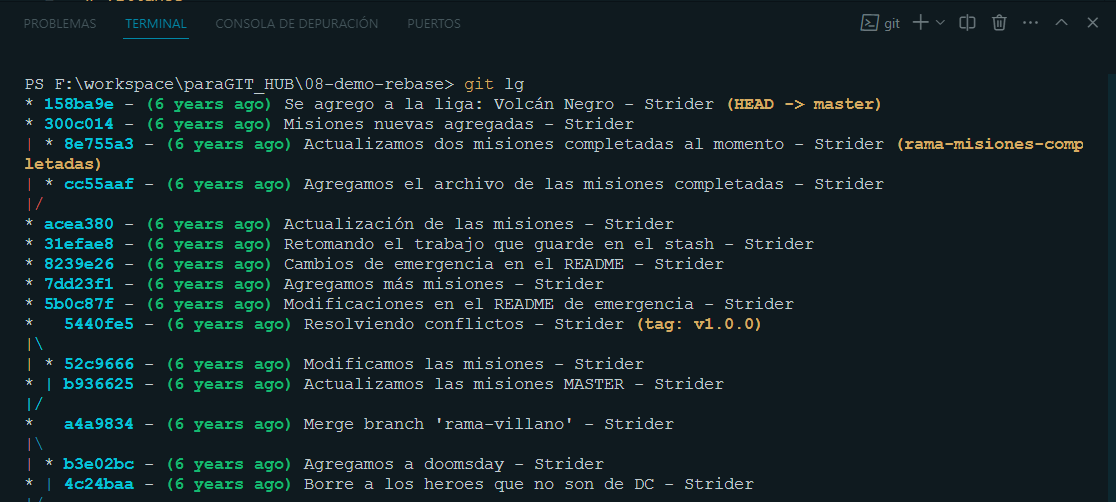 PROBLEMAS TERMINAL CONSOLA DE DEPURACIÓN PUERTOS git
PS F:\workspace\paraGIT_HUB\08-demo-rebase> git lg
* 158ba9e - (6 years ago) Se agrego a la liga: Volcán Negro - Strider (HEAD -> master)
* 300c014 - (6 years ago) Misiones nuevas agregadas - Strider
| * 8e755a3 - (6 years ago) Actualizamos dos misiones completadas al momento - Strider (rama-misiones-comp
letadas)
| * cc55aaf - (6 years ago) Agregamos el archivo de las misiones completadas - Strider
|/
* acea380 - (6 years ago) Actualización de las misiones - Strider
* 31efae8 - (6 years ago) Retomando el trabajo que guarde en el stash - Strider
* 8239e26 - (6 years ago) Cambios de emergencia en el README - Strider
* 7dd23f1 - (6 years ago) Agregamos más misiones - Strider
* 5b0c87f - (6 years ago) Modificaciones en el README de emergencia - Strider
*   5440fe5 - (6 years ago) Resolviendo conflictos - Strider (tag: v1.0.0)
|\
| * 52c9666 - (6 years ago) Modificamos las misiones - Strider
* | b936625 - (6 years ago) Actualizamos las misiones MASTER - Strider
|/
*   a4a9834 - (6 years ago) Merge branch 'rama-villano' - Strider
|\
| * b3e02bc - (6 years ago) Agregamos a doomsday - Strider
* | 4c24baa - (6 years ago) Borre a los heroes que no son de DC - Strider
|/